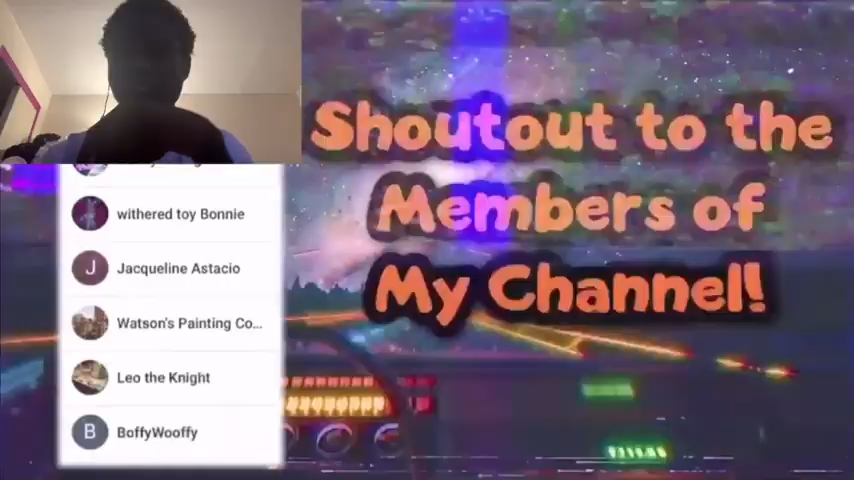 Shoutout to the
Members of
My Channel!
withered toy Bonnie
Jacqueline Astacio
J
Watson's Painting Co...
Leo the Knight
BoffyWooffy
B